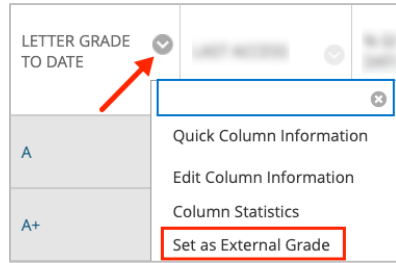 LETTER GRADE
TO DATE
Quick Column Information
Edit Column Information
A
Column Statistics
A+
Set as External Grade